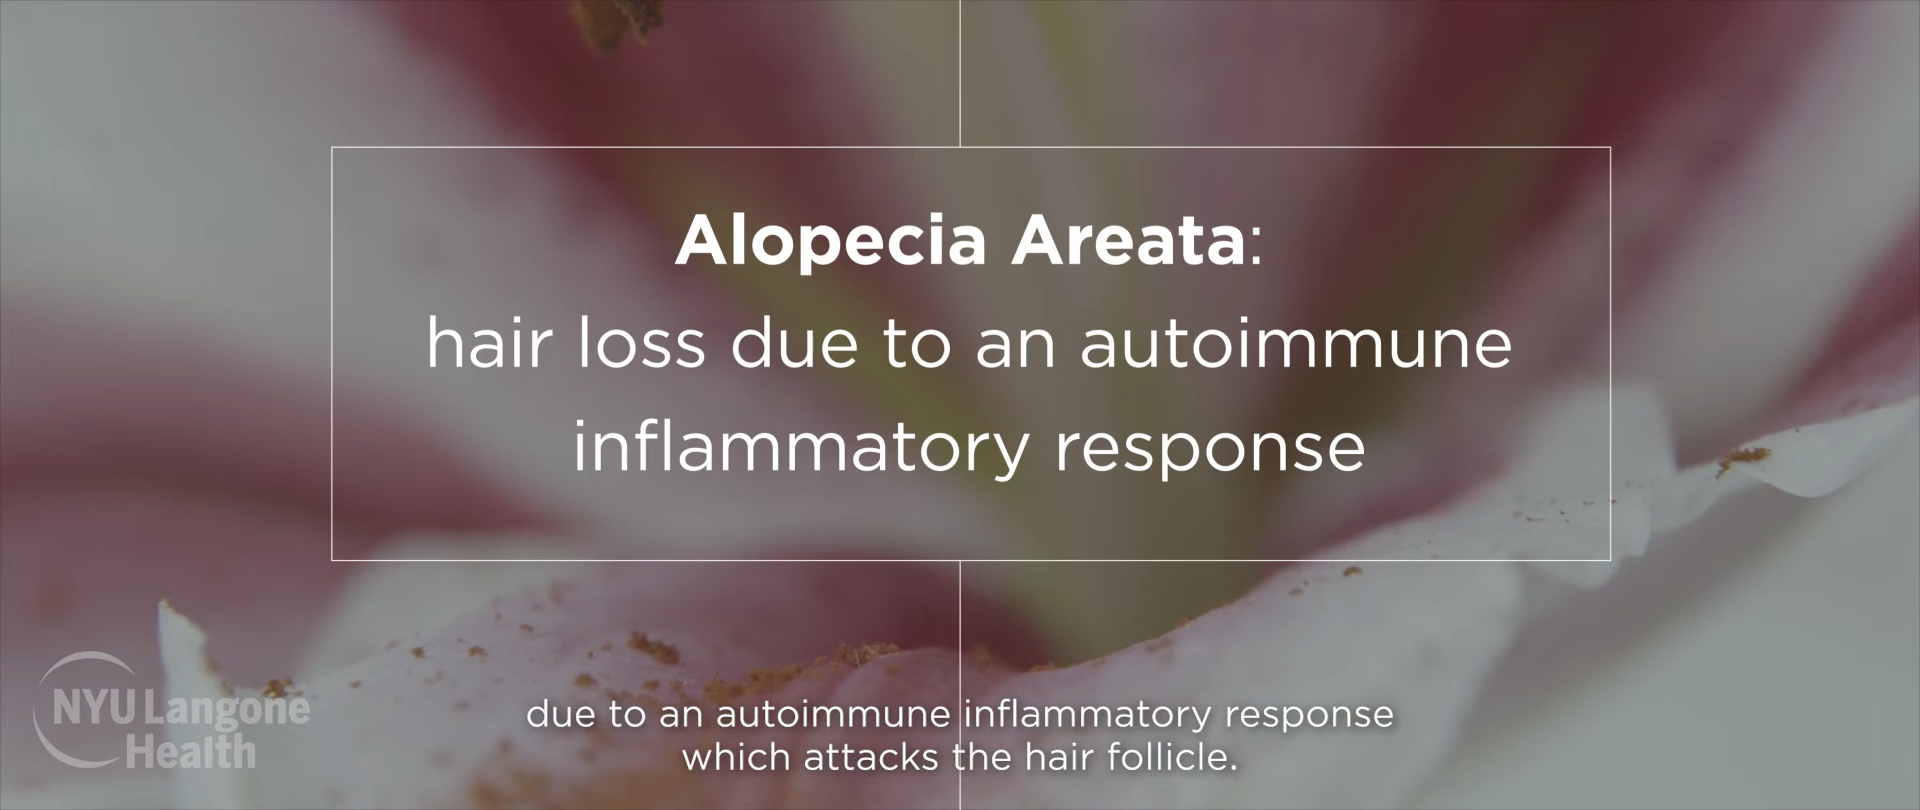 Alopecia Areata:
hair loss due to an autoimmune
inflammatory response
NYU Langone
Health
due to an autoimmune inflammatory response
which attacks the hair follicle.